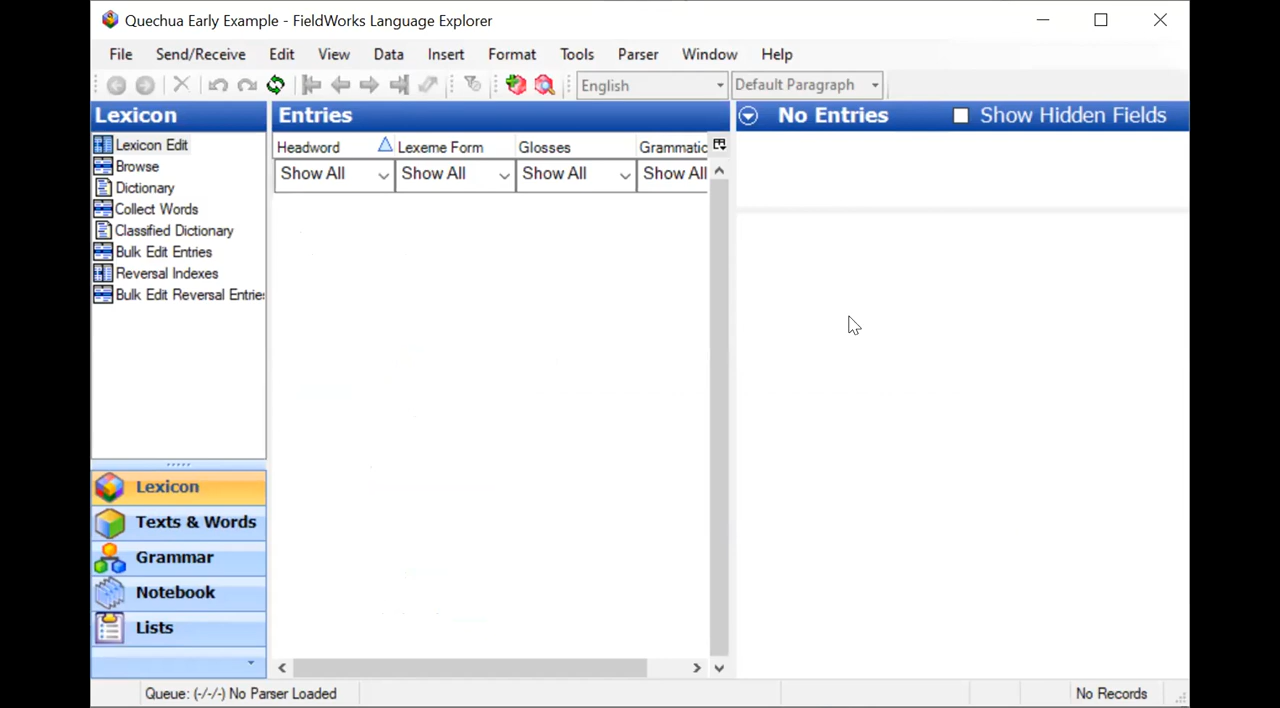 Quechua Early Example - FieldWorks Language Explorer
File Send/Receive Edit View Data Insert Format Tools Parser Window Help
English Default Paragraph
Lexicon
Lexicon Edit
Browse
Dictionary
Collect Words
Classified Dictionary
Bulk Edit Entries
Reversal Indexes
Bulk Edit Reversal Entries
Lexicon
Texts & Words
Grammar
Notebook
Lists
Entries
Headword Lexeme Form Glosses Grammatic
Show All Show All Show All Show All
No Entries Show Hidden Fields
Queue: (-/-/-) No Parser Loaded No Records